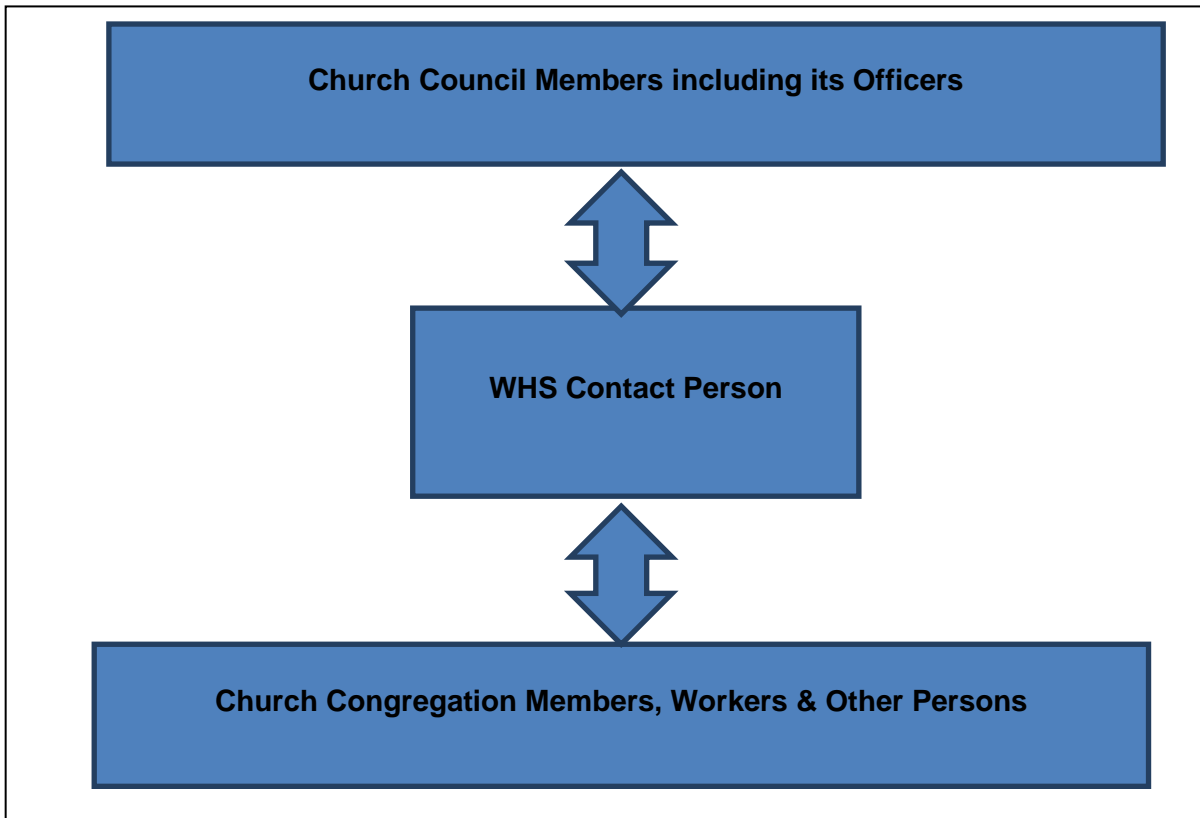 Church Council Members including its Officers
WHS Contact Person
Church Congregation Members, Workers & Other Persons